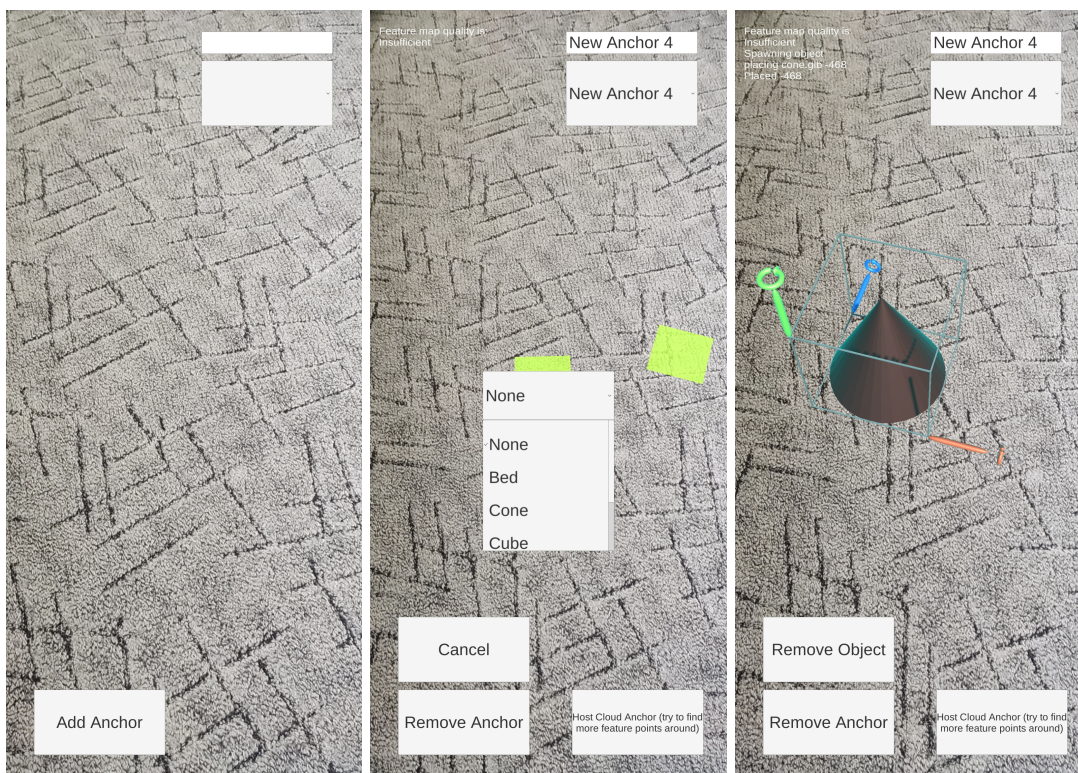 Add Anchor
Feature map quality is:
Insufficient
New Anchor 4
New Anchor 4
None
None
Bed
Cone
Cube
Cancel
Remove Anchor
Host Cloud Anchor (try to find
more feature points around)
Feature map quality is:
Insufficient
Spawning object
placing cone.glb -468
Placed -468
New Anchor 4
New Anchor 4
Remove Object
Remove Anchor
Host Cloud Anchor (try to find
more feature points around)